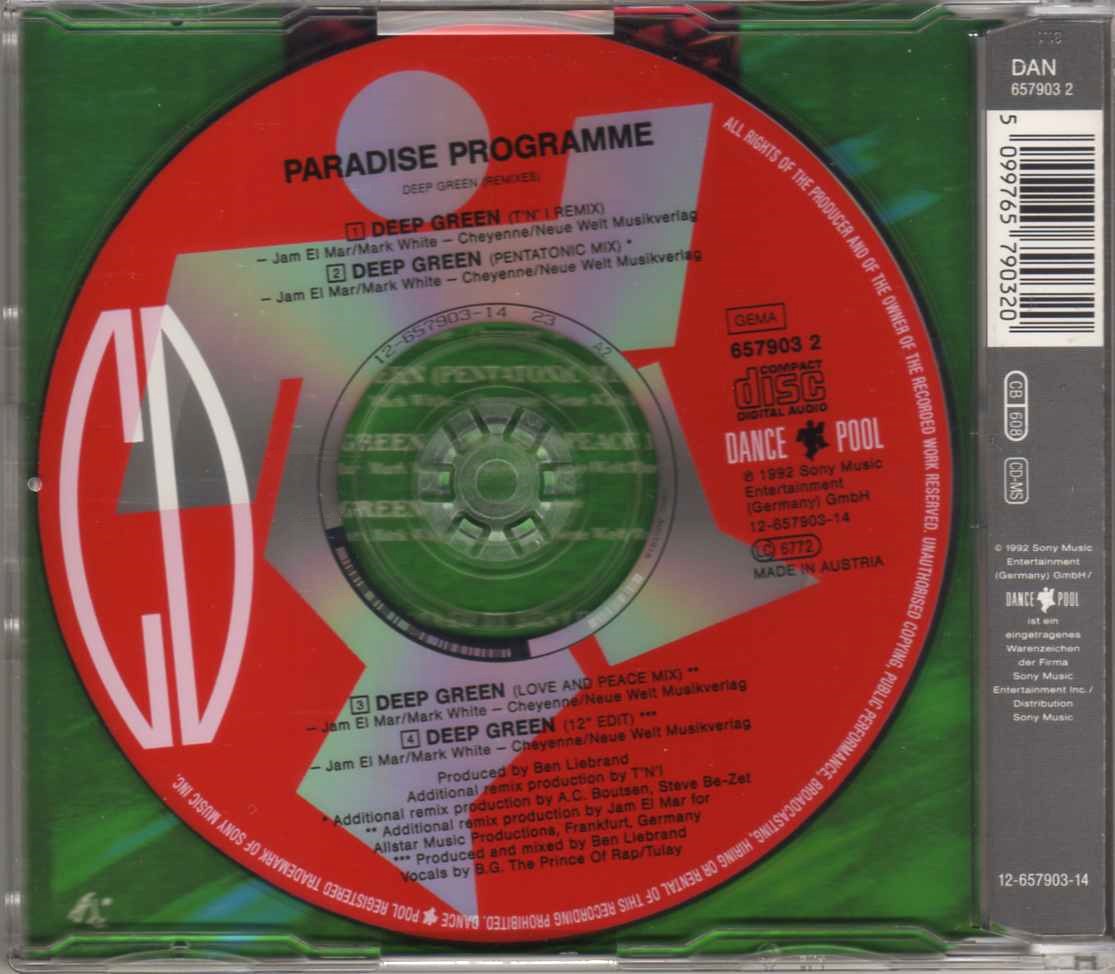 PARADISE PROGRAMME
DEEP GREEN (REMIXES)
1 DEEP GREEN (T'N' I REMIX)
– Jam El Mar/Mark White – Cheyenne/Neue Welt Musikverlag
2 DEEP GREEN (PENTATONIC MIX) *
– Jam El Mar/Mark White – Cheyenne/Neue Welt Musikverlag
CD
12-657903-14 23 A2
GREEN (PENTATONIC
GREEN
GREEN
GEMA
657903 2
COMPACT
disc
DIGITAL AUDIO
DANCE POOL
℗ 1992 Sony Music
Entertainment
(Germany) GmbH
12-657903-14
LC 6772
MADE IN AUSTRIA
3 DEEP GREEN (LOVE AND PEACE MIX) **
– Jam El Mar/Mark White – Cheyenne/Neue Welt Musikverlag
4 DEEP GREEN (12" EDIT) ***
– Jam El Mar/Mark White – Cheyenne/Neue Welt Musikverlag
Produced by Ben Liebrand
Additional remix production by T'N'I
* Additional remix production by A.C. Boutsen, Steve Be-Zet
** Additional remix production by Jam El Mar for
Allstar Music Productions, Frankfurt, Germany
*** Produced and mixed by Ben Liebrand
Vocals by B.G. The Prince Of Rap/Tulay
ALL RIGHTS OF THE PRODUCER AND OF THE OWNER OF THE RECORDED WORK RESERVED. UNAUTHORISED COPYING, PUBLIC PERFORMANCE, BROADCASTING, HIRING OR RENTAL OF THIS RECORDING PROHIBITED. DANCE POOL REGISTERED TRADEMARK OF SONY MUSIC INC.
DAN
657903 2
5 099765 790320
CB 608
CD-MS
© 1992 Sony Music
Entertainment
(Germany) GmbH /
DANCE POOL
ist ein
eingetragenes
Warenzeichen
der Firma
Sony Music
Entertainment Inc. /
Distribution
Sony Music
12-657903-14